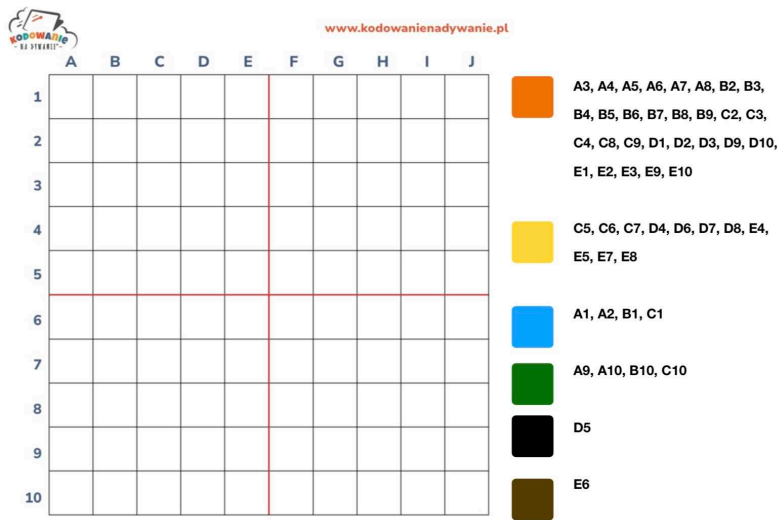 KODOWANIE
- NA DYWANIE -
www.kodowanienadywanie.pl
A B C D E F G H I J
1
2
3
4
5
6
7
8
9
10
A3, A4, A5, A6, A7, A8, B2, B3,
B4, B5, B6, B7, B8, B9, C2, C3,
C4, C8, C9, D1, D2, D3, D9, D10,
E1, E2, E3, E9, E10
C5, C6, C7, D4, D6, D7, D8, E4,
E5, E7, E8
A1, A2, B1, C1
A9, A10, B10, C10
D5
E6